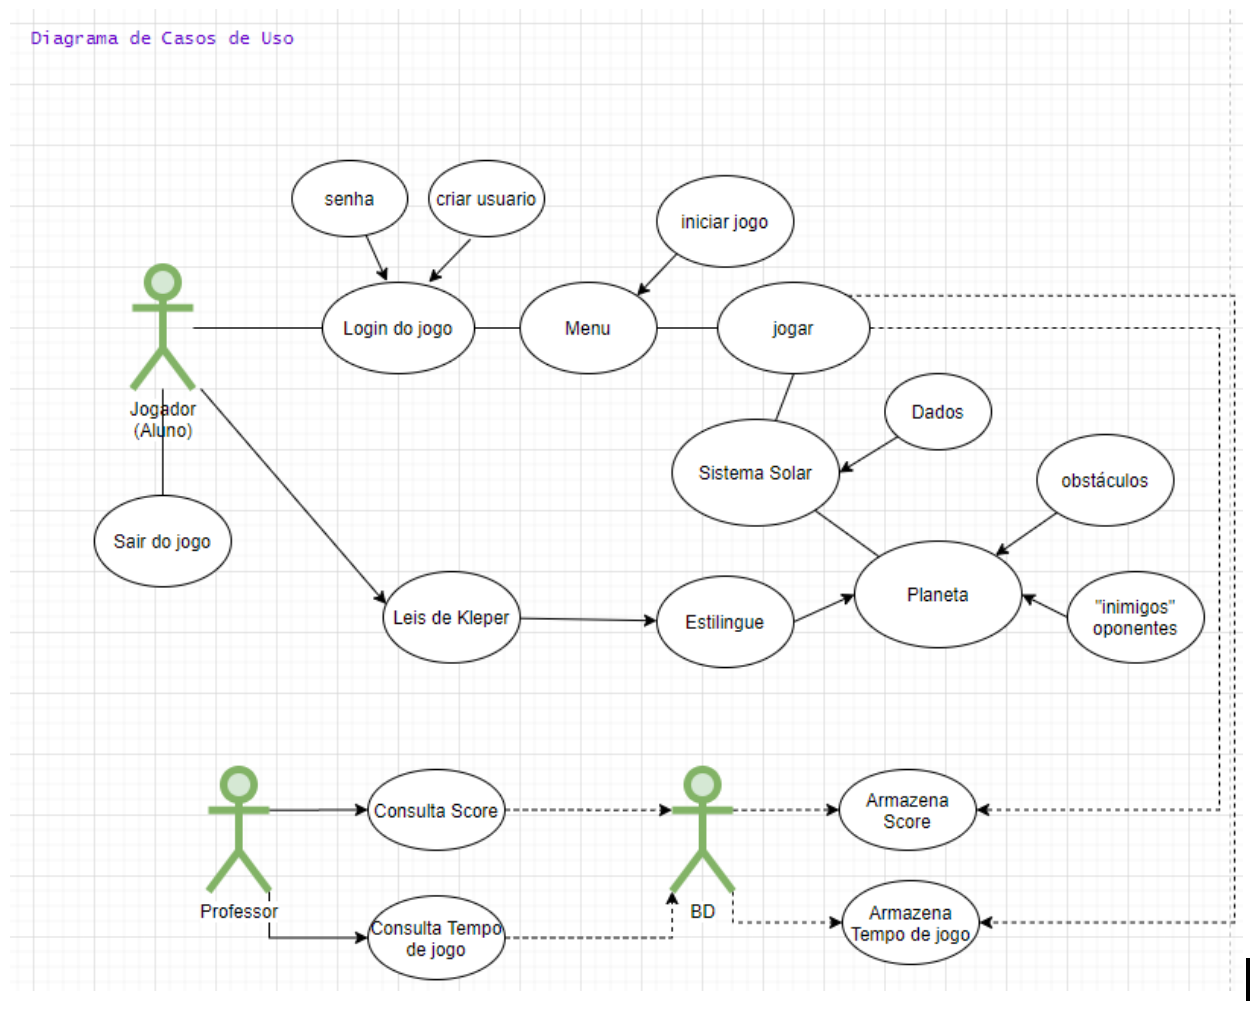 Diagrama de Casos de Uso
senha
criar usuario
iniciar jogo
Login do jogo
Menu
jogar
Jogador
(Aluno)
Dados
Sistema Solar
obstáculos
Sair do jogo
Leis de Kleper
Estilingue
Planeta
"inimigos"
oponentes
Consulta Score
Armazena
Score
Professor
Consulta Tempo
de jogo
BD
Armazena
Tempo de jogo